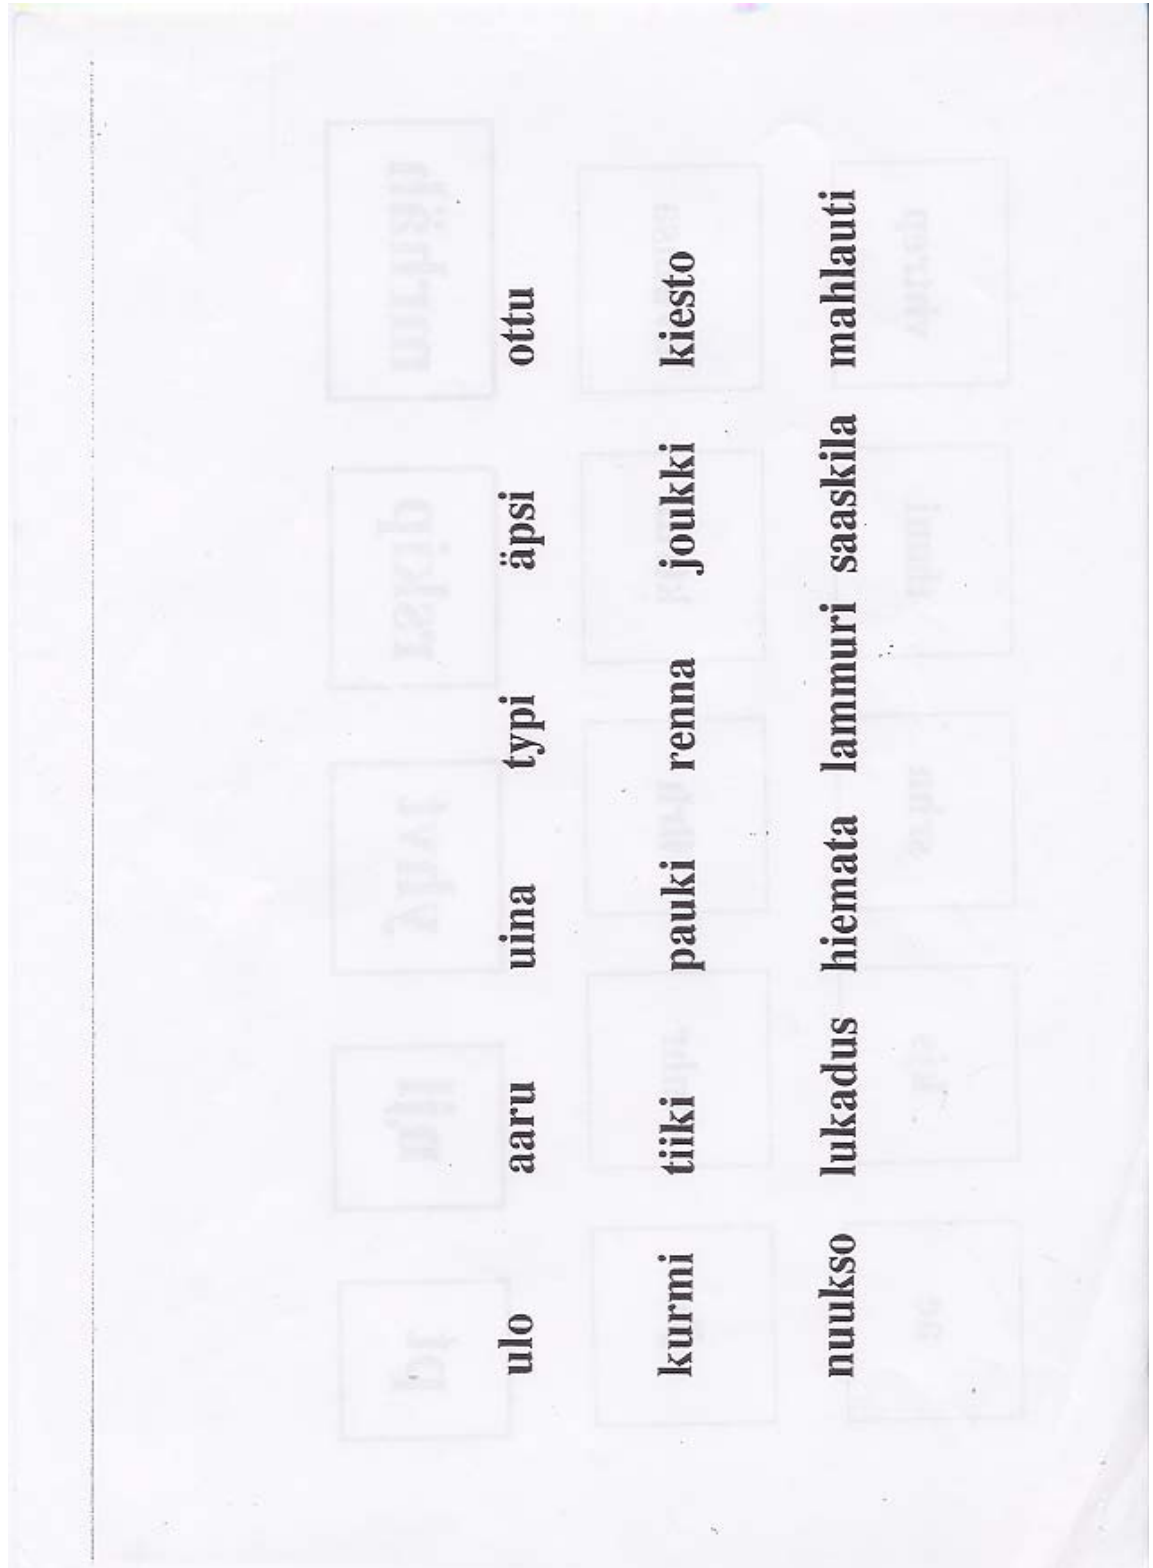 ulo aaru uina typi äpsi ottu
kurmi tiiki pauki renna joukki kiesto
nuukso lukadus hiemata lammuri saaskila mahlauti